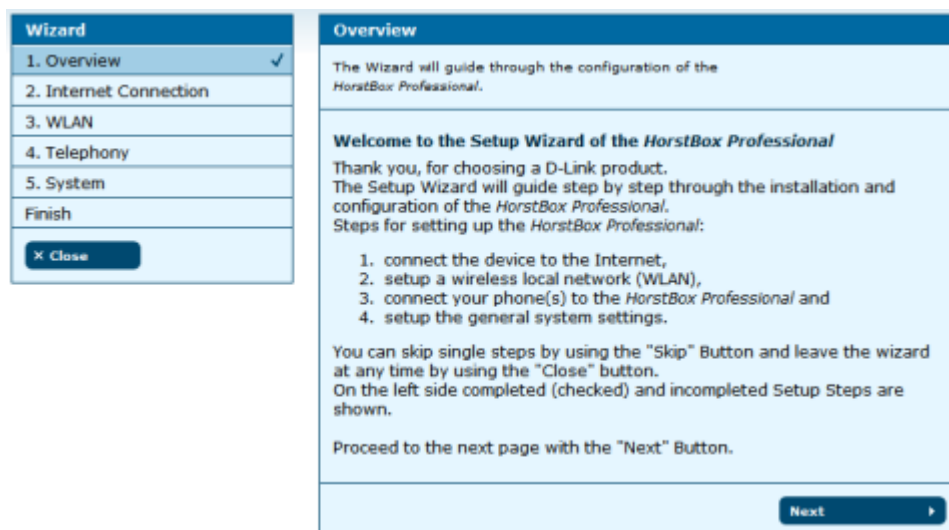 Wizard
1. Overview
2. Internet Connection
3. WLAN
4. Telephony
5. System
Finish
× Close
Overview
The Wizard will guide through the configuration of the
HorstBox Professional.
Welcome to the Setup Wizard of the HorstBox Professional
Thank you, for choosing a D-Link product.
The Setup Wizard will guide step by step through the installation and
configuration of the HorstBox Professional.
Steps for setting up the HorstBox Professional:
1. connect the device to the Internet,
2. setup a wireless local network (WLAN),
3. connect your phone(s) to the HorstBox Professional and
4. setup the general system settings.
You can skip single steps by using the "Skip" Button and leave the wizard
at any time by using the "Close" button.
On the left side completed (checked) and incompleted Setup Steps are
shown.
Proceed to the next page with the "Next" Button.
Next